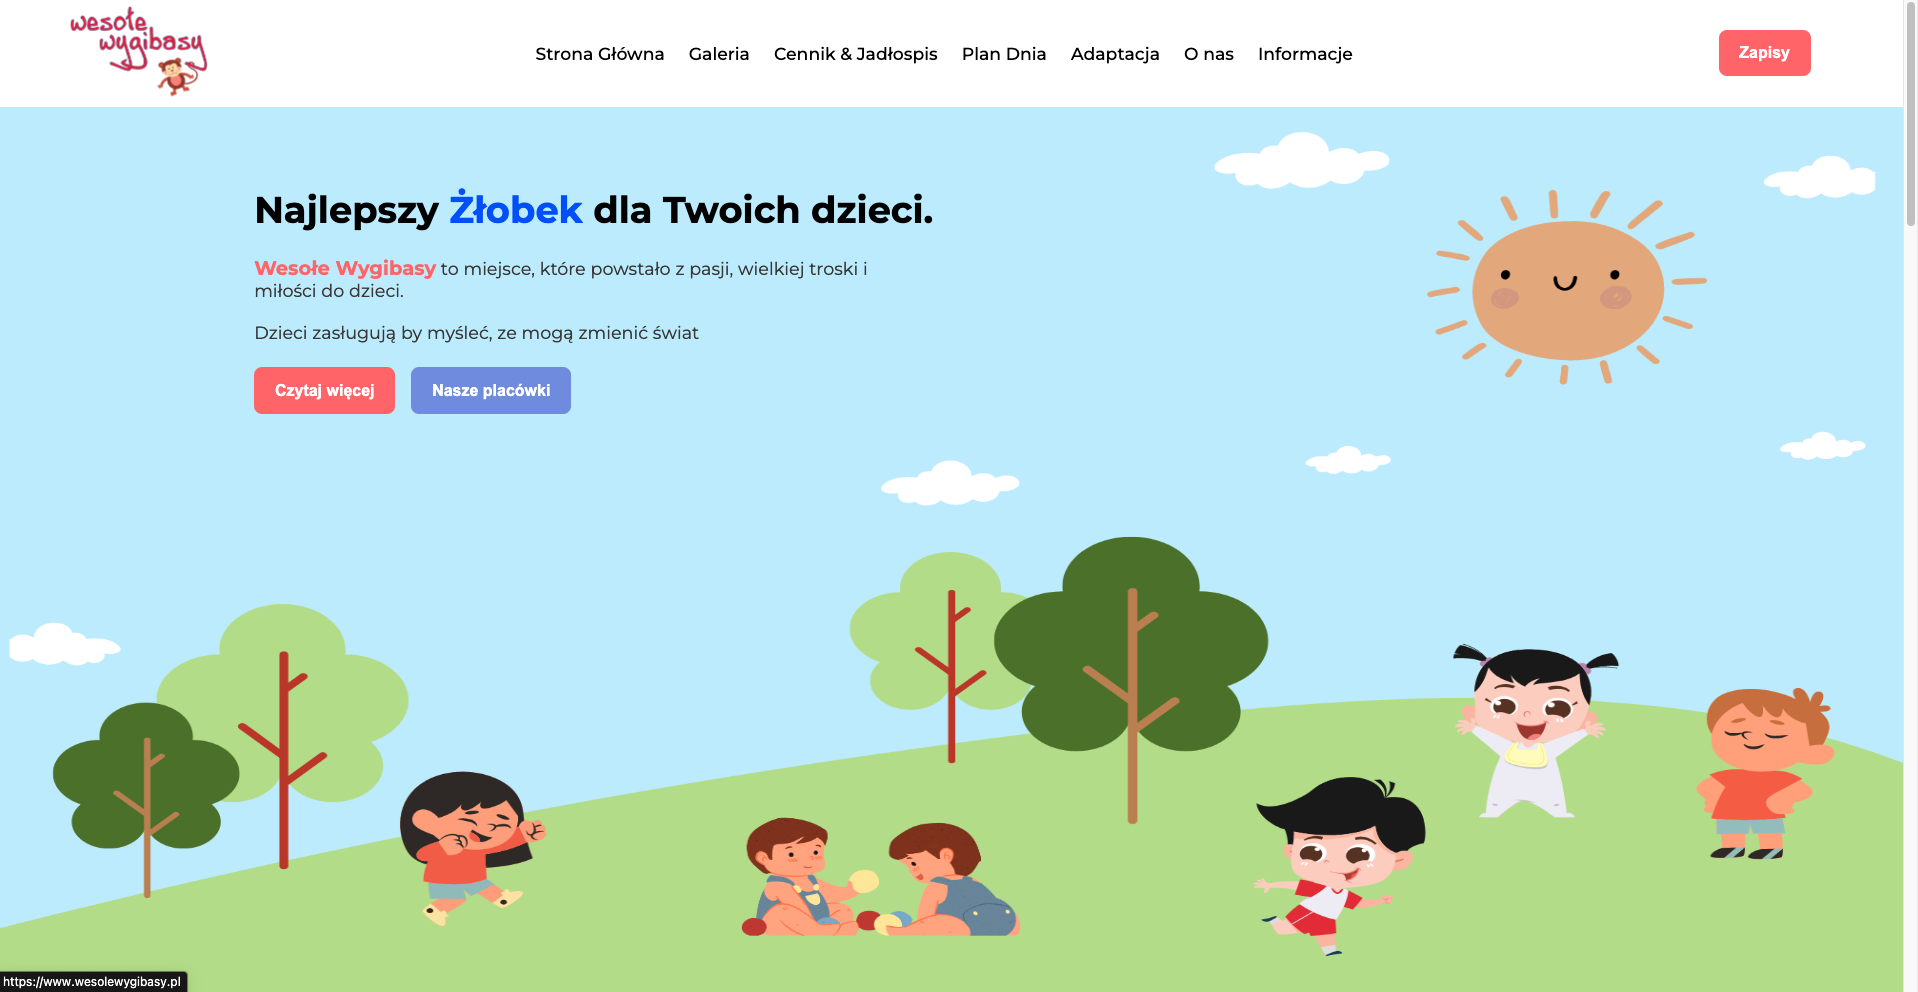 wesołe
wygibasy
Strona Główna Galeria Cennik & Jadłospis Plan Dnia Adaptacja O nas Informacje
Zapisy
Najlepszy Żłobek dla Twoich dzieci.
Wesołe Wygibasy to miejsce, które powstało z pasji, wielkiej troski i
miłości do dzieci.
Dzieci zasługują by myśleć, ze mogą zmienić świat
Czytaj więcej Nasze placówki
https://www.wesolewygibasy.pl